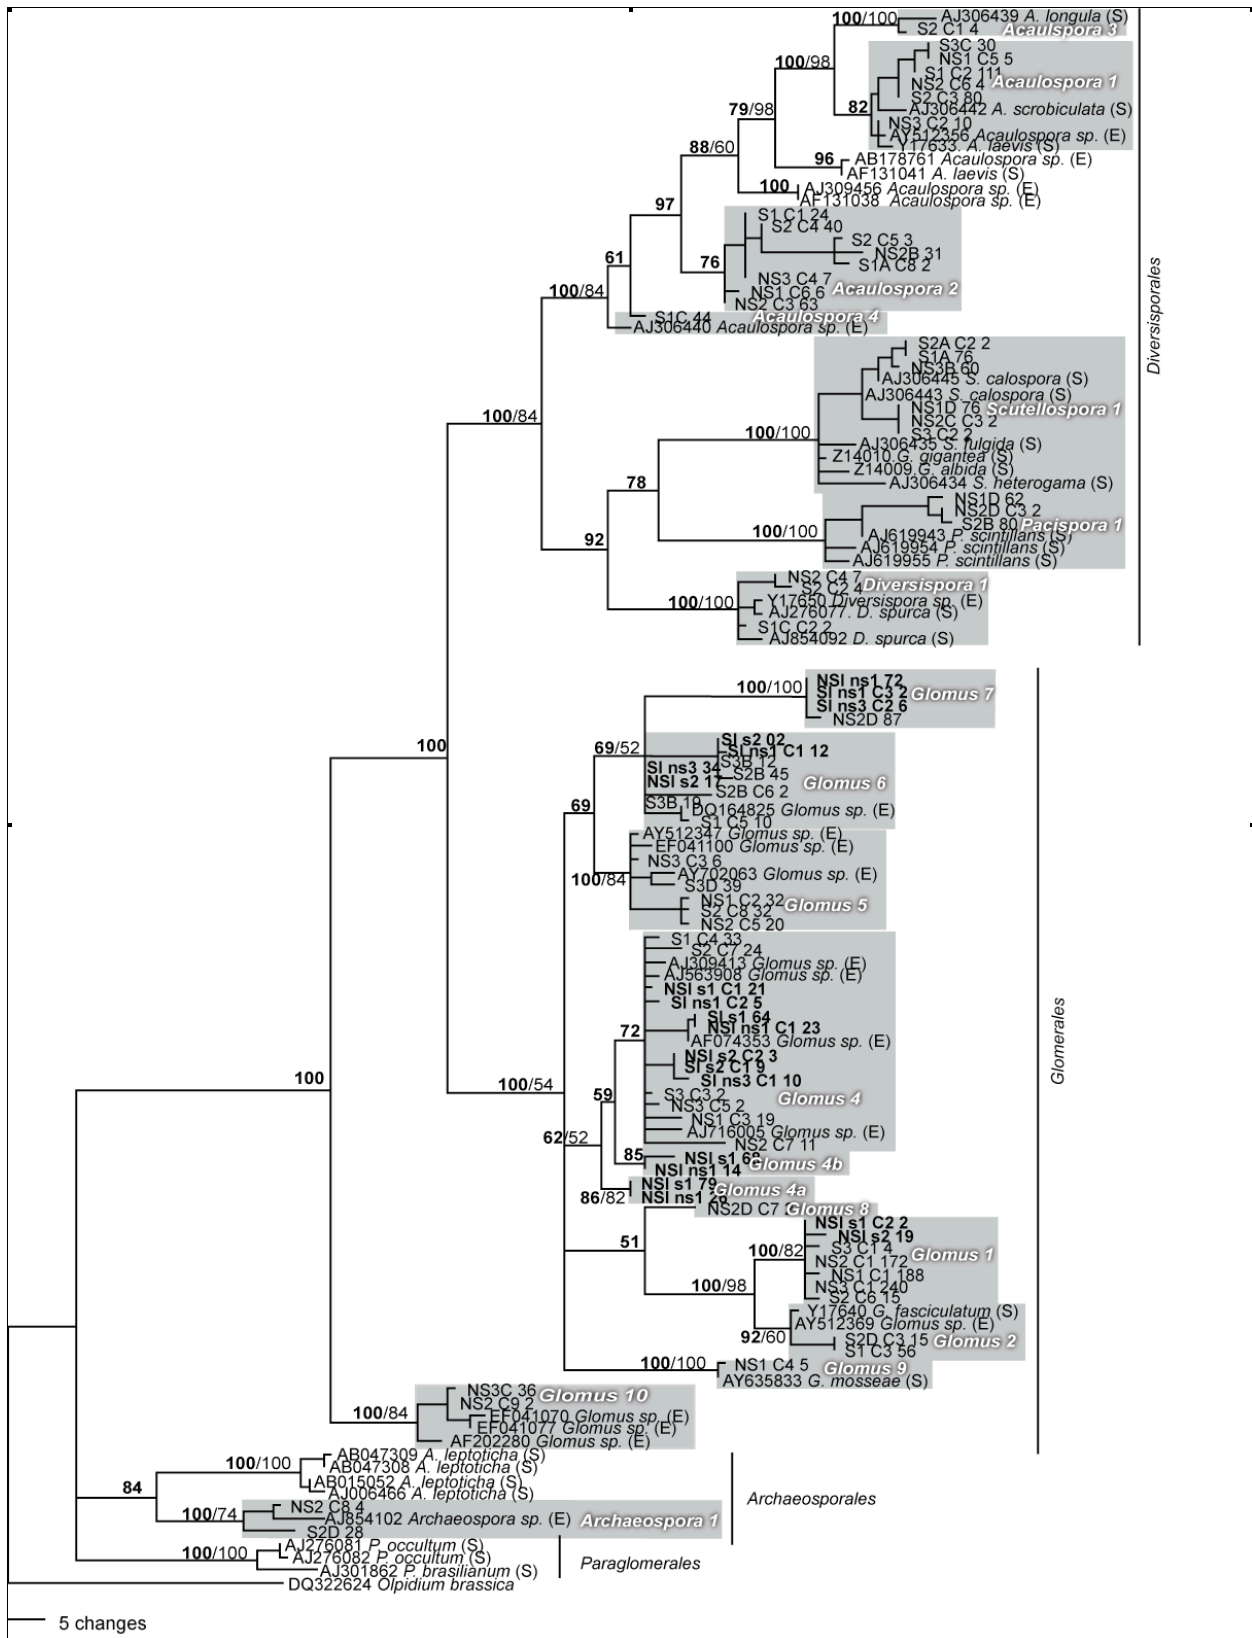 100/100
AJ306439 A. longula (S)
S2 C1 4
Acaulspora 3
S3C 30
100/98
NS1 C5 5
S1 C2 111
NS2 C6 4
Acaulospora 1
S2 C3 80
82
AJ306442 A. scrobiculata (S)
79/98
NS3 C2 10
AY512356 Acaulospora sp. (E)
Y17633. A. laevis (S)
88/60
96
AB178761 Acaulospora sp. (E)
AF131041 A. laevis (S)
100
AJ309456 Acaulospora sp. (E)
AF131038 Acaulospora sp. (E)
97
S1 C1 24
S2 C4 40
S2 C5 3
NS2B 31
61
76
S1A C8 2
NS3 C4 7
100/84
NS1 C6 6
Acaulospora 2
NS2 C3 63
S1C 44
Acaulospora 4
AJ306440 Acaulospora sp. (E)
Diversisporales
S2A C2 2
S1A 76
NS3B 60
AJ306445 S. calospora (S)
AJ306443 S. calospora (S)
NS1D 76
Scutellospora 1
100/84
NS2C C3 2
100/100
S3 C2 2
AJ306435 S. fulgida (S)
Z14010.G. gigantea (S)
Z14009.G. albida (S)
78
AJ306434 S. heterogama (S)
NS1D 62
NS2D C3 2
S2B 80
Pacispora 1
100/100
AJ619943 P. scintillans (S)
92
AJ619954 P. scintillans (S)
AJ619955 P. scintillans (S)
NS2 C4 7
S2 C2 4
Diversispora 1
100/100
Y17650 Diversispora sp. (E)
AJ276077. D. spurca (S)
S1C C2 2
AJ854092 D. spurca (S)
100/100
NSI ns1 72
SI ns1 C3 2
Glomus 7
SI ns3 C2 6
NS2D 87
100
69/52
SI s2 02
SI ns1 C1 12
S3B 12
SI ns3 34
S2B 45
NSI s2 17
Glomus 6
S2B C6 2
69
S3B 19
DQ164825 Glomus sp. (E)
S1 C5 10
AY512347 Glomus sp. (E)
EF041100 Glomus sp. (E)
NS3 C3 6
100/84
AY702063 Glomus sp. (E)
S3D 39
NS1 C2 32
Glomus 5
S2 C8 32
NS2 C5 20
S1 C4 33
S2 C7 24
AJ309413 Glomus sp. (E)
AJ563908 Glomus sp. (E)
NSI s1 C1 21
SI ns1 C2 5
SI s1 64
72
NSI ns1 C1 23
AF074353 Glomus sp. (E)
Glomerales
NSI s2 C2 3
SI s2 C1 9
100
100/54
SI ns3 C1 10
59
S3 C3 2
Glomus 4
NS3 C5 2
NS1 C3 19
62/52
AJ716005 Glomus sp. (E)
NS2 C7 11
85
NSI s1 68
Glomus 4b
NSI ns1 14
86/82
NSI s1 79
Glomus 4a
NSI ns1 26
NS2D C7
Glomus 8
NSI s1 C2 2
NSI s2 19
51
100/82
S3 C1 4
Glomus 1
NS2 C1 172
NS1 C1 188
100/98
NS3 C1 240
S2 C6 15
Y17640 G. fasciculatum (S)
AY512369 Glomus sp. (E)
92/60
S2D C3 15
Glomus 2
S1 C3 56
100/100
NS1 C4 5
Glomus 9
AY635833 G. mosseae (S)
NS3C 36
Glomus 10
NS2 C9 2
100/84
EF041070 Glomus sp. (E)
EF041077 Glomus sp. (E)
AF202280 Glomus sp. (E)
AB047309 A. leptoticha (S)
100/100
AB047308 A. leptoticha (S)
AB015052 A. leptoticha (S)
84
AJ006466 A. leptoticha (S)
Archaeosporales
NS2 C8 4
100/74
AJ854102 Archaeospora sp. (E)
Archaeospora 1
S2D 28
AJ276081 P. occultum (S)
100/100
AJ276082 P. occultum (S)
Paraglomerales
AJ301862 P. brasilianum (S)
DQ322624 Olpidium brassica
5 changes